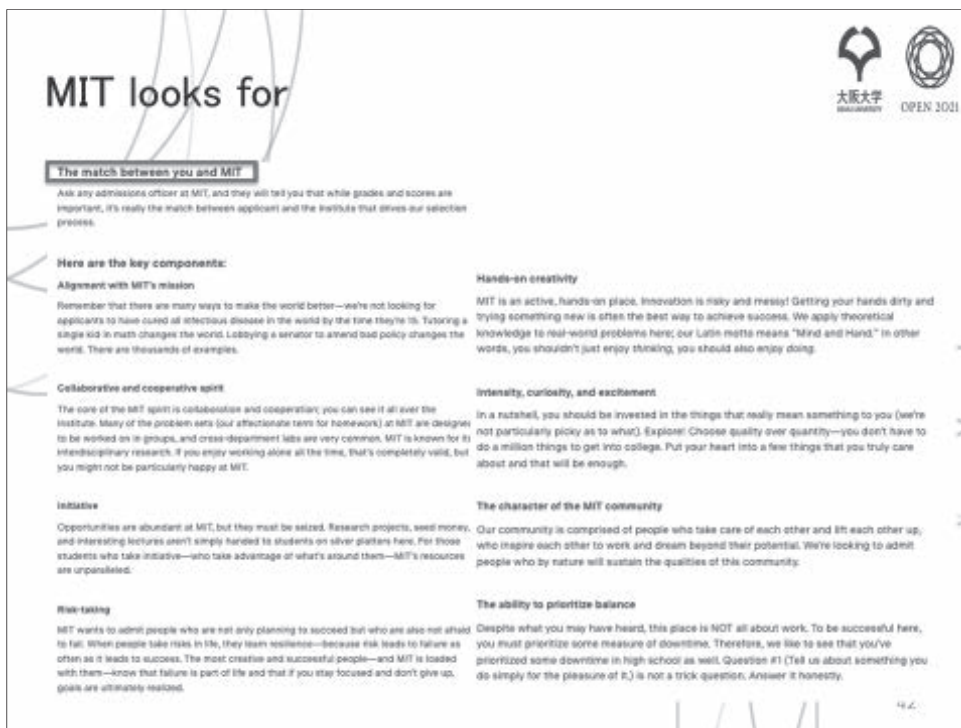 MIT looks for
大阪大学
OSAKA UNIVERSITY
OPEN 2021
The match between you and MIT
Ask any admissions officer at MIT, and they will tell you that while grades and scores are
important, it's really the match between applicant and the Institute that drives our selection
process.
Here are the key components:
Alignment with MIT's mission
Remember that there are many ways to make the world better—we're not looking for
applicants to have cured all infectious disease in the world by the time they're 15. Tutoring a
single kid in math changes the world. Lobbying a senator to amend bad policy changes the
world. There are thousands of examples.
Collaborative and cooperative spirit
The core of the MIT spirit is collaboration and cooperation; you can see it all over the
Institute. Many of the problem sets (our affectionate term for homework) at MIT are designed
to be worked on in groups, and cross-department labs are very common. MIT is known for its
interdisciplinary research. If you enjoy working alone all the time, that's completely valid, but
you might not be particularly happy at MIT.
Initiative
Opportunities are abundant at MIT, but they must be seized. Research projects, seed money,
and interesting lectures aren't simply handed to students on silver platters here. For those
students who take initiative—who take advantage of what's around them—MIT's resources
are unparalleled.
Risk-taking
MIT wants to admit people who are not only planning to succeed but who are also not afraid
to fail. When people take risks in life, they learn resilience—because risk leads to failure as
often as it leads to success. The most creative and successful people—and MIT is loaded
with them—know that failure is part of life and that if you stay focused and don't give up,
goals are ultimately realized.
Hands-on creativity
MIT is an active, hands-on place. Innovation is risky and messy! Getting your hands dirty and
trying something new is often the best way to achieve success. We apply theoretical
knowledge to real-world problems here; our Latin motto means "Mind and Hand." In other
words, you shouldn't just enjoy thinking, you should also enjoy doing.
Intensity, curiosity, and excitement
In a nutshell, you should be invested in the things that really mean something to you (we're
not particularly picky as to what). Explore! Choose quality over quantity—you don't have to
do a million things to get into college. Put your heart into a few things that you truly care
about and that will be enough.
The character of the MIT community
Our community is comprised of people who take care of each other and lift each other up,
who inspire each other to work and dream beyond their potential. We're looking to admit
people who by nature will sustain the qualities of this community.
The ability to prioritize balance
Despite what you may have heard, this place is NOT all about work. To be successful here,
you must prioritize some measure of downtime. Therefore, we like to see that you've
prioritized some downtime in high school as well. Question #1 (Tell us about something you
do simply for the pleasure of it.) is not a trick question. Answer it honestly.